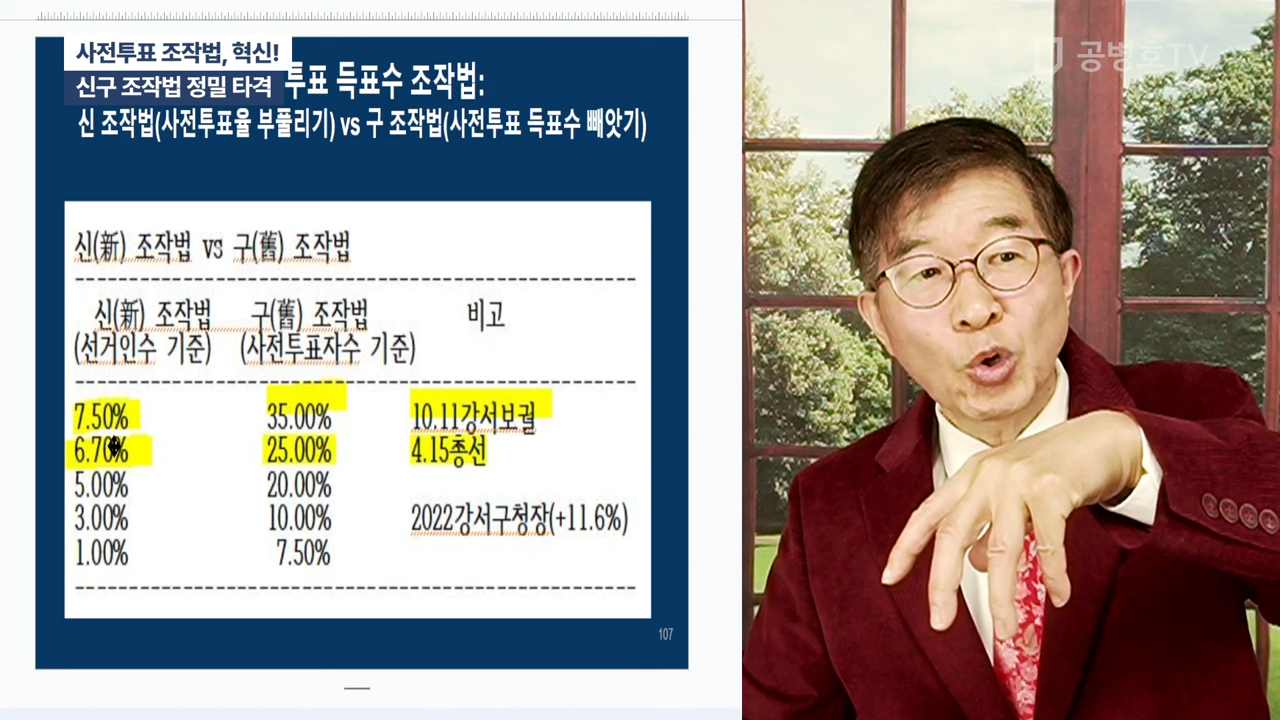 사전투표 조작법, 혁신!
신구 조작법 정밀 타격
투표 득표수 조작법:
신 조작법(사전투표율 부풀리기) vs 구 조작법(사전투표 득표수 빼앗기)
공병호TV
신(新) 조작법 vs 구(舊) 조작법
신(新) 조작법 구(舊) 조작법 비고
(선거인수 기준) (사전투표자수 기준)
7.50% 35.00% 10.11강서보궐
6.70% 25.00% 4.15총선
5.00% 20.00%
3.00% 10.00% 2022강서구청장(+11.6%)
1.00% 7.50%
107